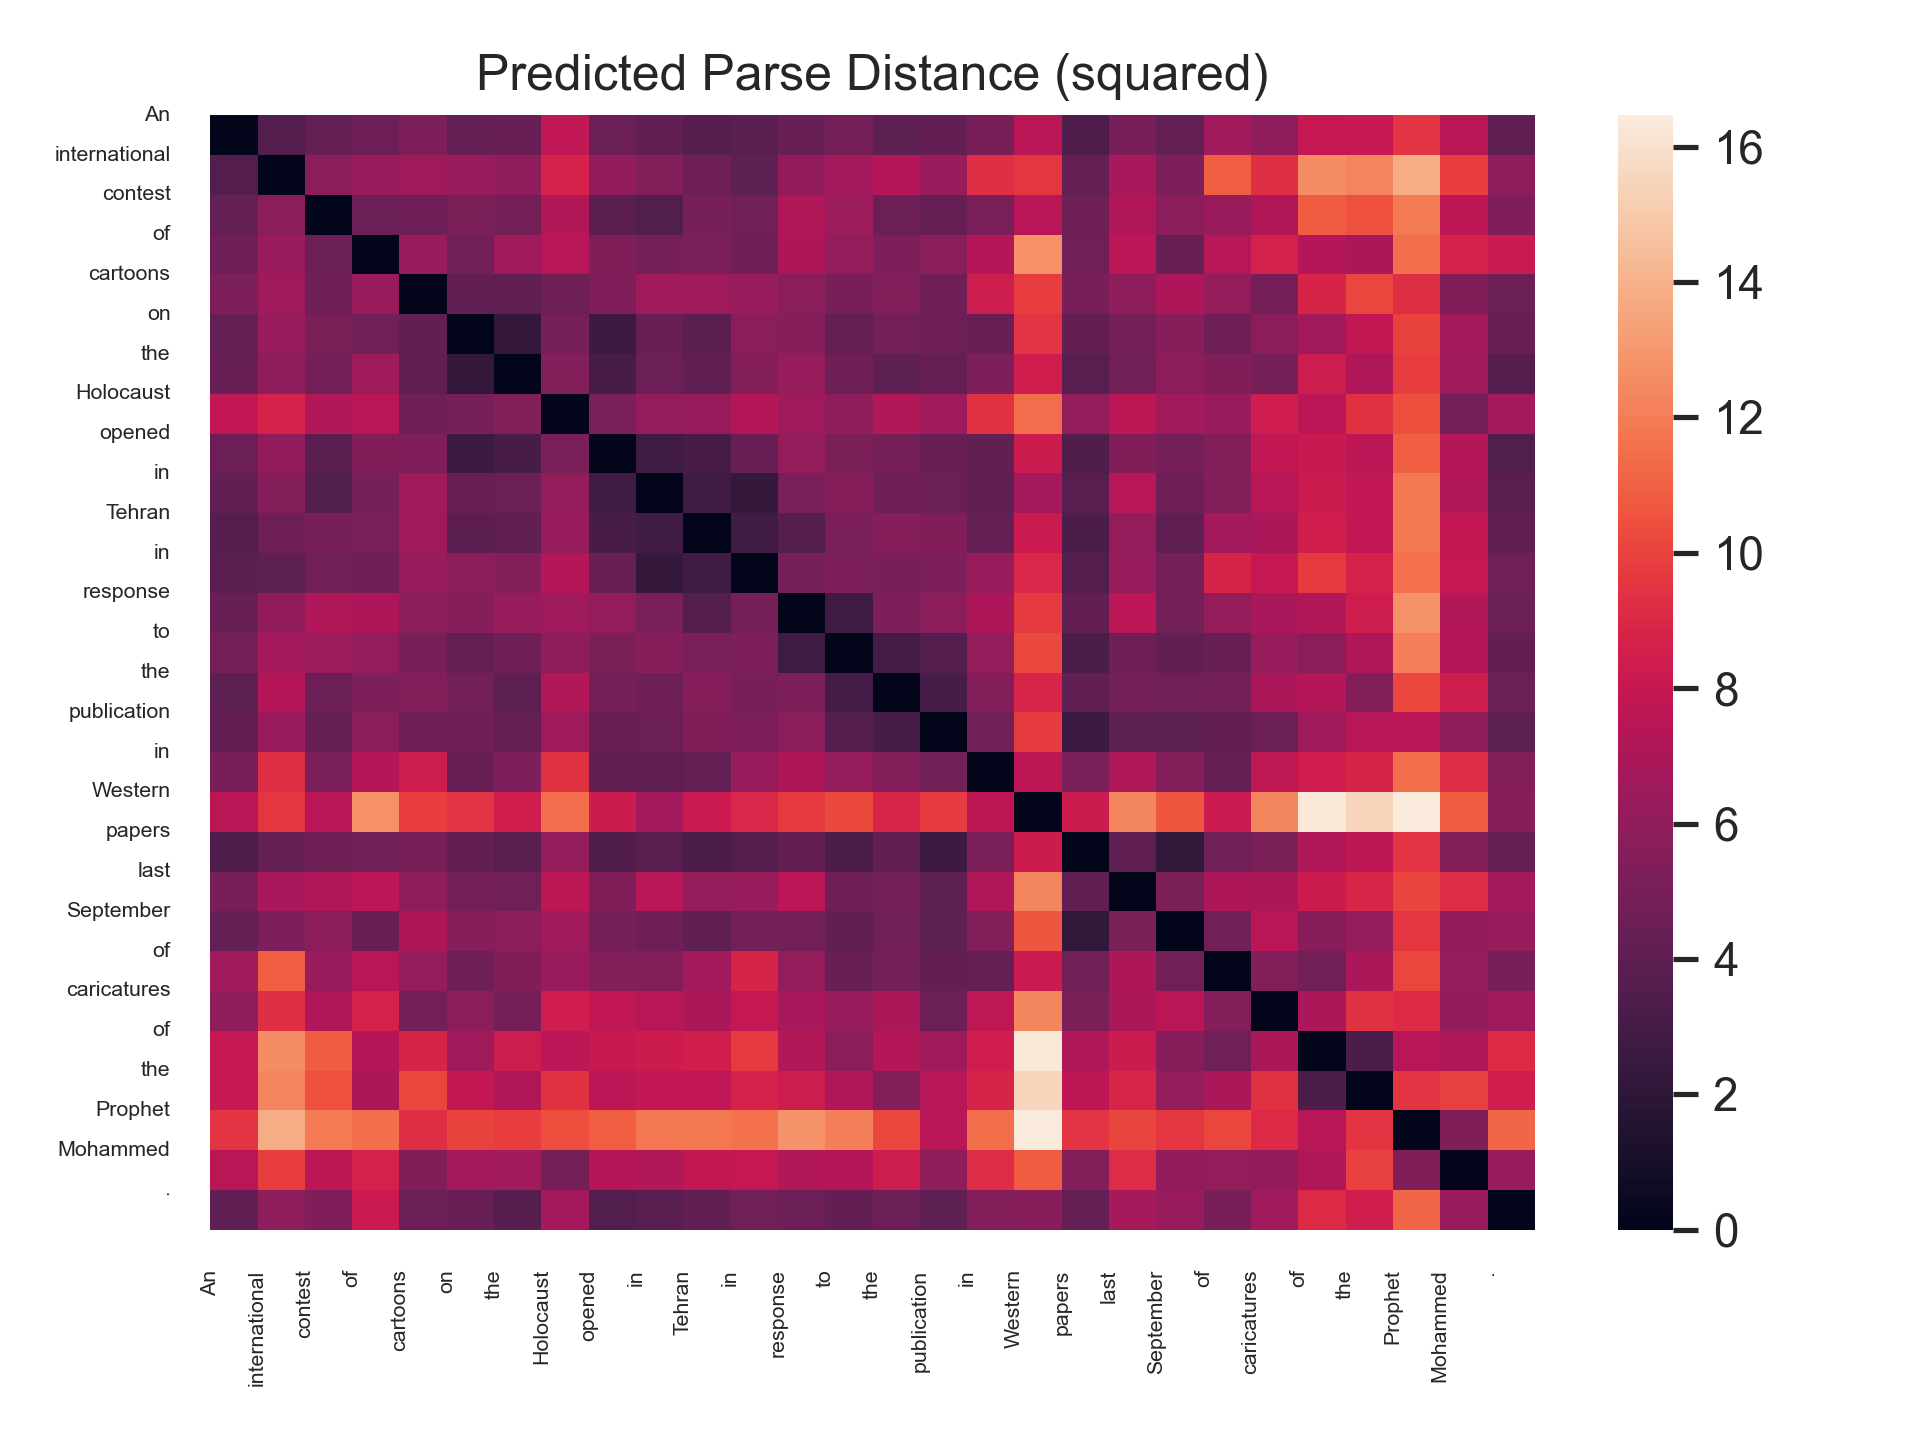 Predicted Parse Distance (squared)
An
international
contest
of
cartoons
on
the
Holocaust
opened
in
Tehran
in
response
to
the
publication
in
Western
papers
last
September
of
caricatures
of
the
Prophet
Mohammed
.
16
14
12
10
8
6
4
2
0
An
international
contest
of
cartoons
on
the
Holocaust
opened
in
Tehran
in
response
to
the
publication
in
Western
papers
last
September
of
caricatures
of
the
Prophet
Mohammed
.